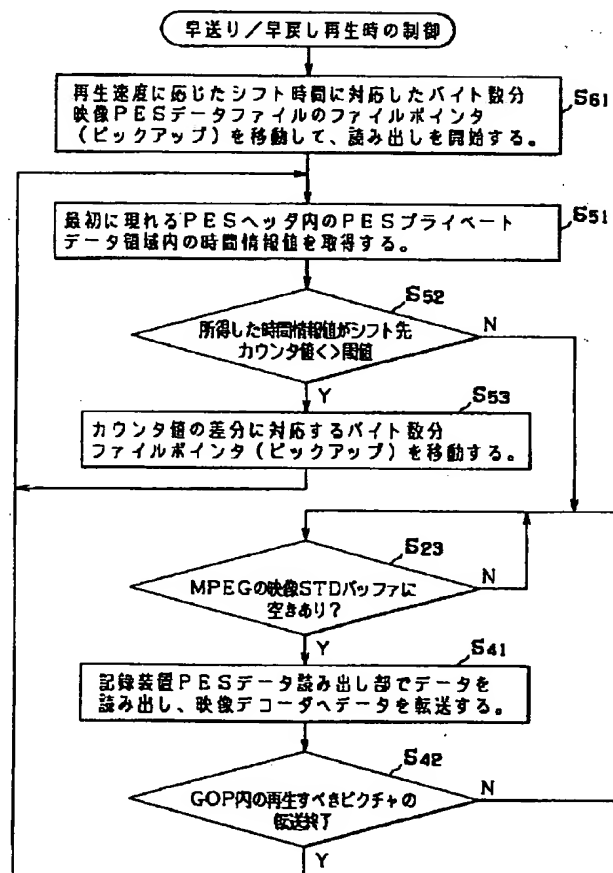 早送り／早戻し再生時の制御
再生速度に応じたシフト時間に対応したバイト数分
映像PESデータファイルのファイルポインタ
（ピックアップ）を移動して、読み出しを開始する。
S61
最初に現れるPESヘッダ内のPESプライベート
データ領域内の時間情報値を取得する。
S51
S52
所得した時間情報値がシフト先
カウンタ値<>閾値
N
Y
S53
カウンタ値の差分に対応するバイト数分
ファイルポインタ（ピックアップ）を移動する。
S23
MPEGの映像STDバッファに
空きあり？
N
Y
S41
記録装置PESデータ読み出し部でデータを
読み出し、映像デコーダへデータを転送する。
S42
GOP内の再生すべきピクチャの
転送終了
N
Y